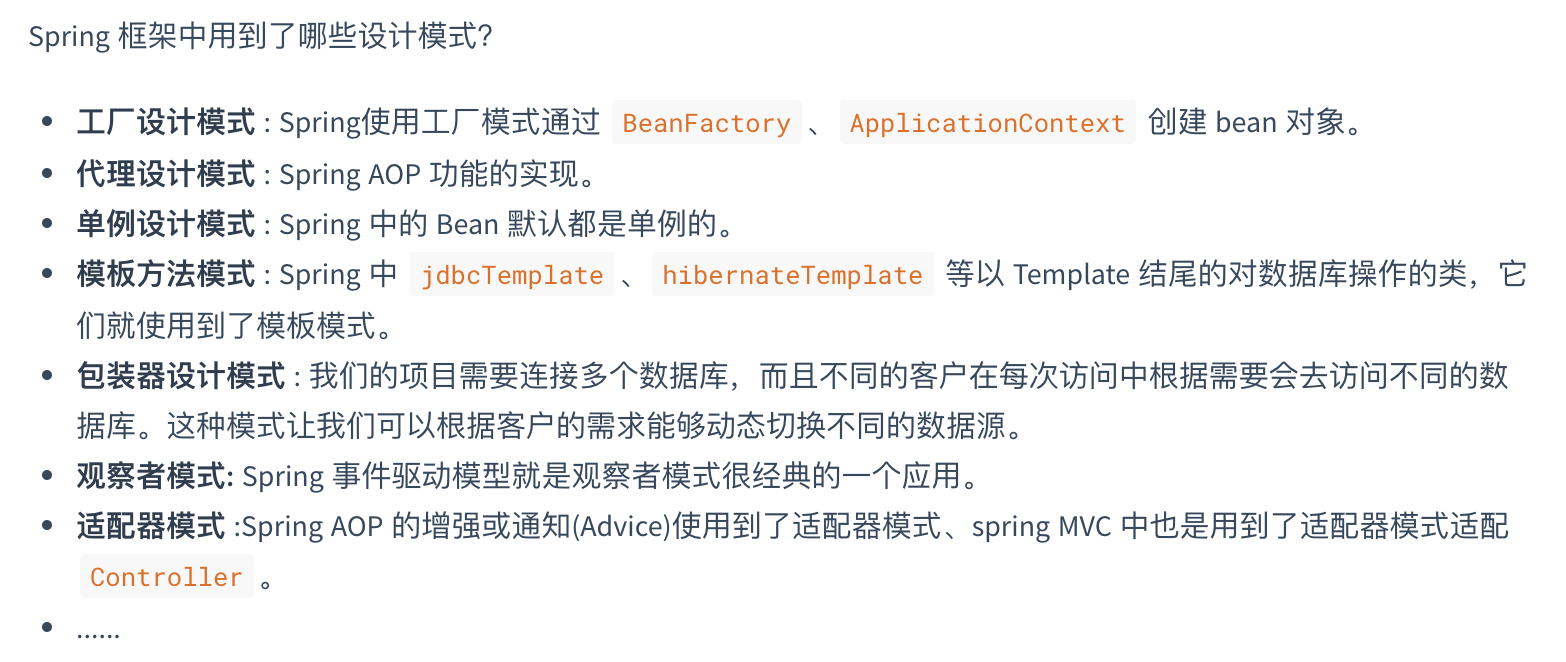 Spring 框架中用到了哪些设计模式?
• 工厂设计模式 : Spring使用工厂模式通过 BeanFactory 、 ApplicationContext 创建 bean 对象。
• 代理设计模式 : Spring AOP 功能的实现。
• 单例设计模式 : Spring 中的 Bean 默认都是单例的。
• 模板方法模式 : Spring 中 jdbcTemplate 、 hibernateTemplate 等以 Template 结尾的对数据库操作的类，它
们就使用到了模板模式。
• 包装器设计模式 : 我们的项目需要连接多个数据库，而且不同的客户在每次访问中根据需要会去访问不同的数
据库。这种模式让我们可以根据客户的需求能够动态切换不同的数据源。
• 观察者模式: Spring 事件驱动模型就是观察者模式很经典的一个应用。
• 适配器模式 :Spring AOP 的增强或通知(Advice)使用到了适配器模式、spring MVC 中也是用到了适配器模式适配
Controller 。
• ......